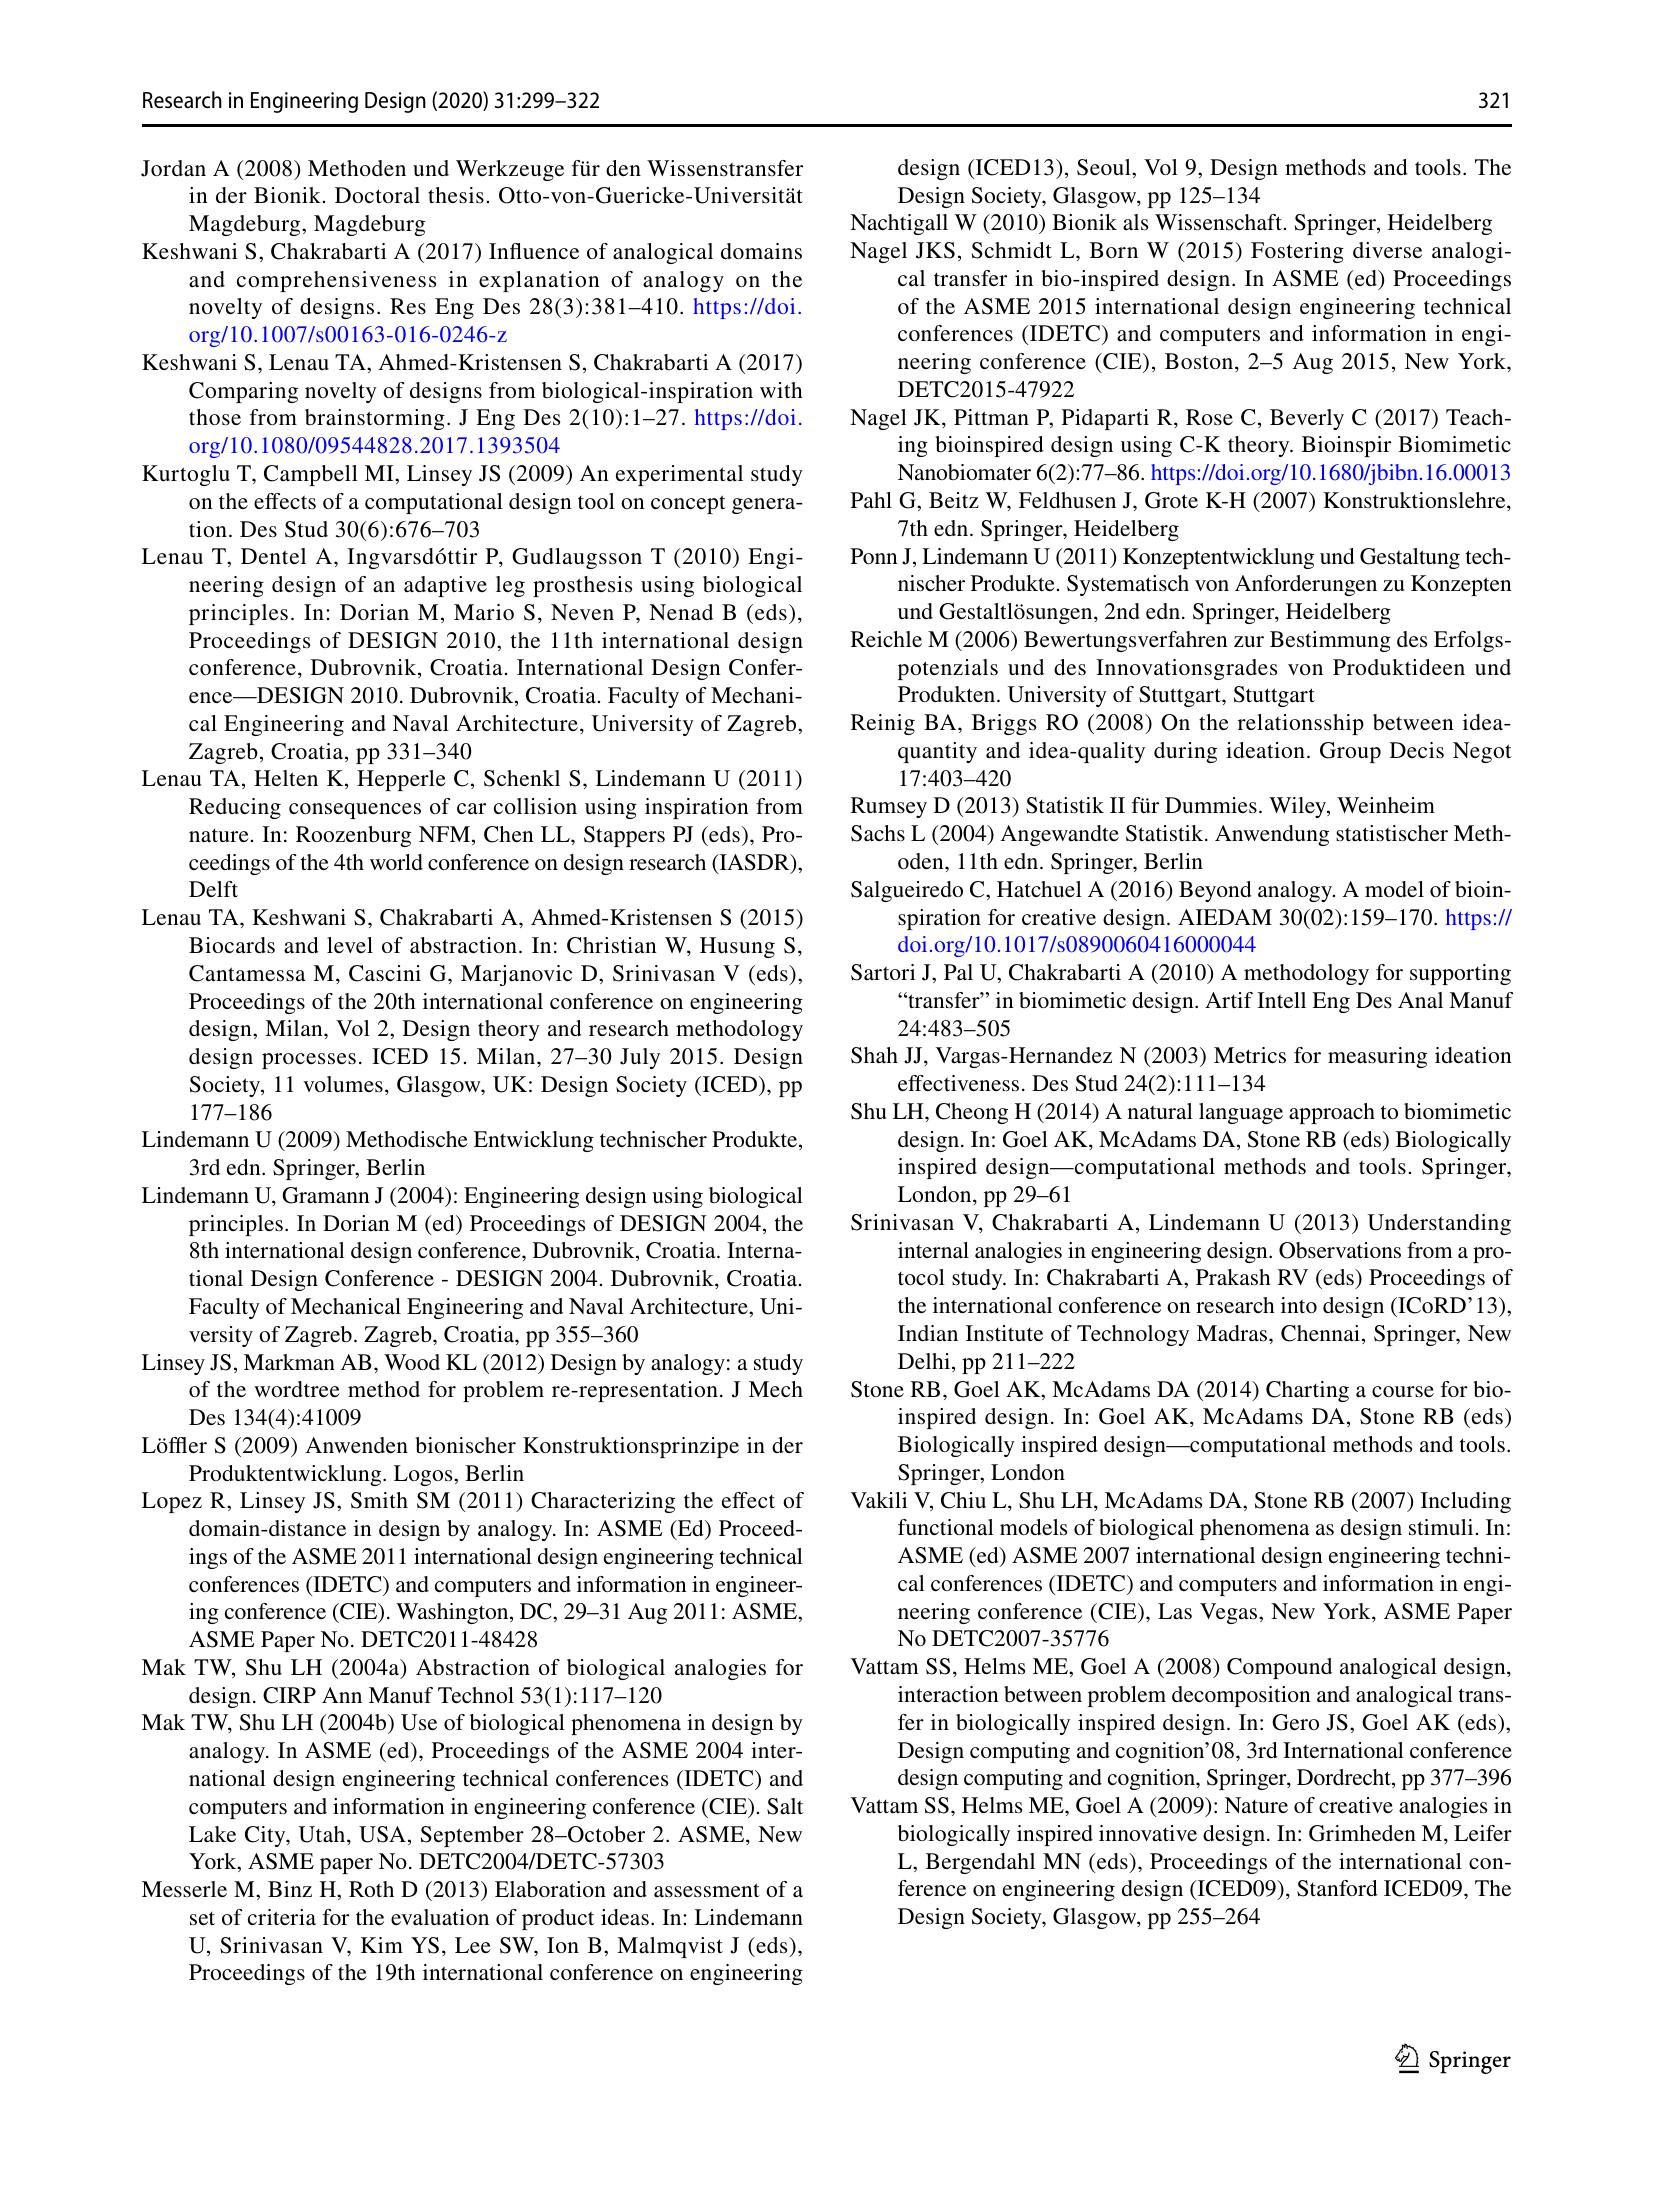 Research in Engineering Design (2020) 31:299–322
321
Jordan A (2008) Methoden und Werkzeuge für den Wissenstransfer
in der Bionik. Doctoral thesis. Otto-von-Guericke-Universität
Magdeburg, Magdeburg
Keshwani S, Chakrabarti A (2017) Influence of analogical domains
and comprehensiveness in explanation of analogy on the
novelty of designs. Res Eng Des 28(3):381–410. https://doi.
org/10.1007/s00163-016-0246-z
Keshwani S, Lenau TA, Ahmed-Kristensen S, Chakrabarti A (2017)
Comparing novelty of designs from biological-inspiration with
those from brainstorming. J Eng Des 2(10):1–27. https://doi.
org/10.1080/09544828.2017.1393504
Kurtoglu T, Campbell MI, Linsey JS (2009) An experimental study
on the effects of a computational design tool on concept genera-
tion. Des Stud 30(6):676–703
Lenau T, Dentel A, Ingvarsdóttir P, Gudlaugsson T (2010) Engi-
neering design of an adaptive leg prosthesis using biological
principles. In: Dorian M, Mario S, Neven P, Nenad B (eds),
Proceedings of DESIGN 2010, the 11th international design
conference, Dubrovnik, Croatia. International Design Confer-
ence—DESIGN 2010. Dubrovnik, Croatia. Faculty of Mechani-
cal Engineering and Naval Architecture, University of Zagreb,
Zagreb, Croatia, pp 331–340
Lenau TA, Helten K, Hepperle C, Schenkl S, Lindemann U (2011)
Reducing consequences of car collision using inspiration from
nature. In: Roozenburg NFM, Chen LL, Stappers PJ (eds), Pro-
ceedings of the 4th world conference on design research (IASDR),
Delft
Lenau TA, Keshwani S, Chakrabarti A, Ahmed-Kristensen S (2015)
Biocards and level of abstraction. In: Christian W, Husung S,
Cantamessa M, Cascini G, Marjanovic D, Srinivasan V (eds),
Proceedings of the 20th international conference on engineering
design, Milan, Vol 2, Design theory and research methodology
design processes. ICED 15. Milan, 27–30 July 2015. Design
Society, 11 volumes, Glasgow, UK: Design Society (ICED), pp
177–186
Lindemann U (2009) Methodische Entwicklung technischer Produkte,
3rd edn. Springer, Berlin
Lindemann U, Gramann J (2004): Engineering design using biological
principles. In Dorian M (ed) Proceedings of DESIGN 2004, the
8th international design conference, Dubrovnik, Croatia. Interna-
tional Design Conference - DESIGN 2004. Dubrovnik, Croatia.
Faculty of Mechanical Engineering and Naval Architecture, Uni-
versity of Zagreb. Zagreb, Croatia, pp 355–360
Linsey JS, Markman AB, Wood KL (2012) Design by analogy: a study
of the wordtree method for problem re-representation. J Mech
Des 134(4):41009
Löffler S (2009) Anwenden bionischer Konstruktionsprinzipe in der
Produktentwicklung. Logos, Berlin
Lopez R, Linsey JS, Smith SM (2011) Characterizing the effect of
domain-distance in design by analogy. In: ASME (Ed) Proceed-
ings of the ASME 2011 international design engineering technical
conferences (IDETC) and computers and information in engineer-
ing conference (CIE). Washington, DC, 29–31 Aug 2011: ASME,
ASME Paper No. DETC2011-48428
Mak TW, Shu LH (2004a) Abstraction of biological analogies for
design. CIRP Ann Manuf Technol 53(1):117–120
Mak TW, Shu LH (2004b) Use of biological phenomena in design by
analogy. In ASME (ed), Proceedings of the ASME 2004 inter-
national design engineering technical conferences (IDETC) and
computers and information in engineering conference (CIE). Salt
Lake City, Utah, USA, September 28–October 2. ASME, New
York, ASME paper No. DETC2004/DETC-57303
Messerle M, Binz H, Roth D (2013) Elaboration and assessment of a
set of criteria for the evaluation of product ideas. In: Lindemann
U, Srinivasan V, Kim YS, Lee SW, Ion B, Malmqvist J (eds),
Proceedings of the 19th international conference on engineering
design (ICED13), Seoul, Vol 9, Design methods and tools. The
Design Society, Glasgow, pp 125–134
Nachtigall W (2010) Bionik als Wissenschaft. Springer, Heidelberg
Nagel JKS, Schmidt L, Born W (2015) Fostering diverse analogi-
cal transfer in bio-inspired design. In ASME (ed) Proceedings
of the ASME 2015 international design engineering technical
conferences (IDETC) and computers and information in engi-
neering conference (CIE), Boston, 2–5 Aug 2015, New York,
DETC2015-47922
Nagel JK, Pittman P, Pidaparti R, Rose C, Beverly C (2017) Teach-
ing bioinspired design using C-K theory. Bioinspir Biomimetic
Nanobiomater 6(2):77–86. https://doi.org/10.1680/jbibn.16.00013
Pahl G, Beitz W, Feldhusen J, Grote K-H (2007) Konstruktionslehre,
7th edn. Springer, Heidelberg
Ponn J, Lindemann U (2011) Konzeptentwicklung und Gestaltung tech-
nischer Produkte. Systematisch von Anforderungen zu Konzepten
und Gestaltlösungen, 2nd edn. Springer, Heidelberg
Reichle M (2006) Bewertungsverfahren zur Bestimmung des Erfolgs-
potenzials und des Innovationsgrades von Produktideen und
Produkten. University of Stuttgart, Stuttgart
Reinig BA, Briggs RO (2008) On the relationsship between idea-
quantity and idea-quality during ideation. Group Decis Negot
17:403–420
Rumsey D (2013) Statistik II für Dummies. Wiley, Weinheim
Sachs L (2004) Angewandte Statistik. Anwendung statistischer Meth-
oden, 11th edn. Springer, Berlin
Salgueiredo C, Hatchuel A (2016) Beyond analogy. A model of bioin-
spiration for creative design. AIEDAM 30(02):159–170. https://
doi.org/10.1017/s0890060416000044
Sartori J, Pal U, Chakrabarti A (2010) A methodology for supporting
“transfer” in biomimetic design. Artif Intell Eng Des Anal Manuf
24:483–505
Shah JJ, Vargas-Hernandez N (2003) Metrics for measuring ideation
effectiveness. Des Stud 24(2):111–134
Shu LH, Cheong H (2014) A natural language approach to biomimetic
design. In: Goel AK, McAdams DA, Stone RB (eds) Biologically
inspired design—computational methods and tools. Springer,
London, pp 29–61
Srinivasan V, Chakrabarti A, Lindemann U (2013) Understanding
internal analogies in engineering design. Observations from a pro-
tocol study. In: Chakrabarti A, Prakash RV (eds) Proceedings of
the international conference on research into design (ICoRD’13),
Indian Institute of Technology Madras, Chennai, Springer, New
Delhi, pp 211–222
Stone RB, Goel AK, McAdams DA (2014) Charting a course for bio-
inspired design. In: Goel AK, McAdams DA, Stone RB (eds)
Biologically inspired design—computational methods and tools.
Springer, London
Vakili V, Chiu L, Shu LH, McAdams DA, Stone RB (2007) Including
functional models of biological phenomena as design stimuli. In:
ASME (ed) ASME 2007 international design engineering techni-
cal conferences (IDETC) and computers and information in engi-
neering conference (CIE), Las Vegas, New York, ASME Paper
No DETC2007-35776
Vattam SS, Helms ME, Goel A (2008) Compound analogical design,
interaction between problem decomposition and analogical trans-
fer in biologically inspired design. In: Gero JS, Goel AK (eds),
Design computing and cognition’08, 3rd International conference
design computing and cognition, Springer, Dordrecht, pp 377–396
Vattam SS, Helms ME, Goel A (2009): Nature of creative analogies in
biologically inspired innovative design. In: Grimheden M, Leifer
L, Bergendahl MN (eds), Proceedings of the international con-
ference on engineering design (ICED09), Stanford ICED09, The
Design Society, Glasgow, pp 255–264
Springer